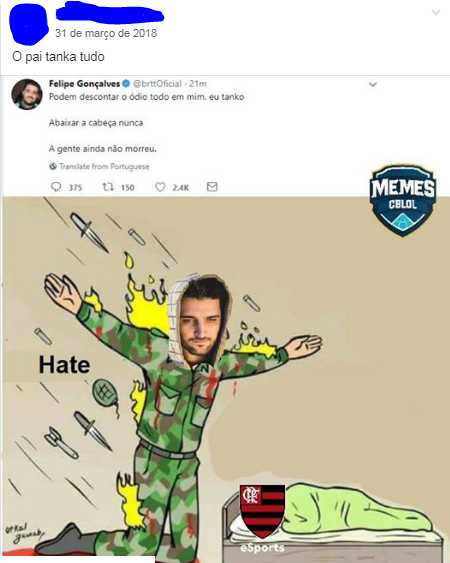 31 de março de 2018
O pai tanka tudo
Felipe Gonçalves @brttOficial · 21m
Podem descontar o ódio todo em mim, eu tanko
Abaixar a cabeça nunca
A gente ainda não morreu.
Translate from Portuguese
375 150 2.4K
MEMES
CBLOL
Hate
eSports